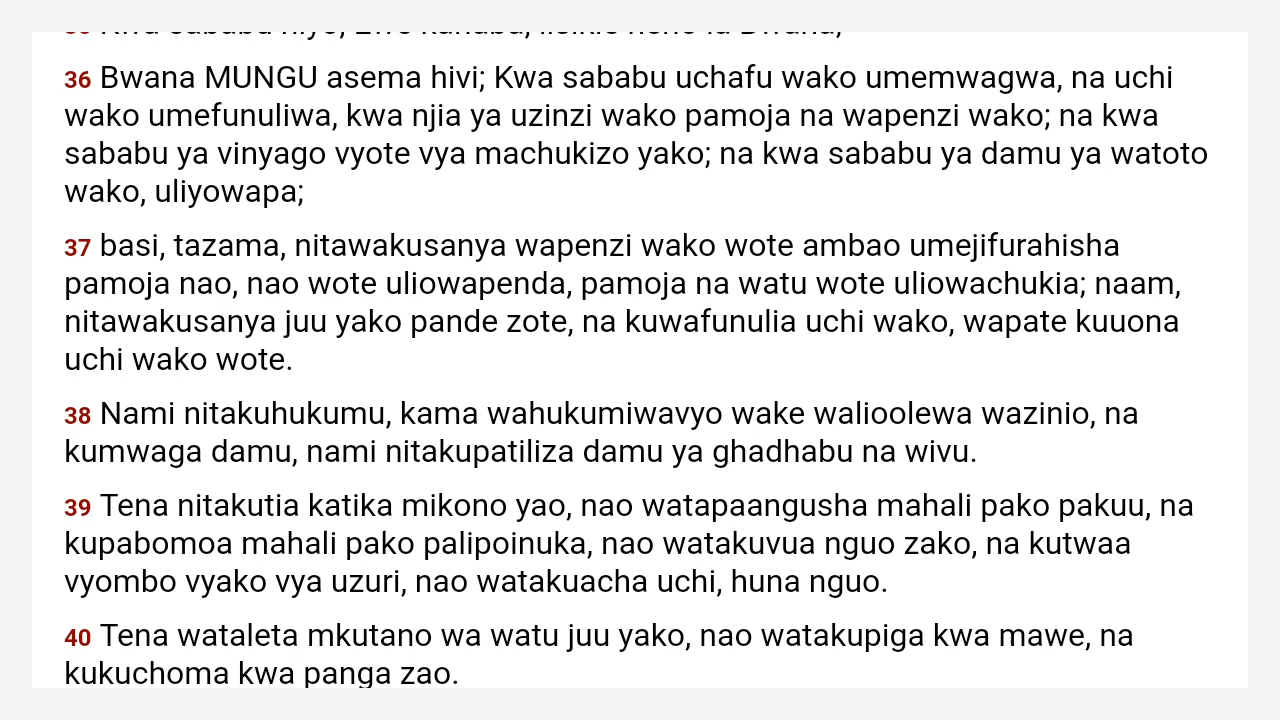 36 Bwana MUNGU asema hivi; Kwa sababu uchafu wako umemwagwa, na uchi
wako umefunuliwa, kwa njia ya uzinzi wako pamoja na wapenzi wako; na kwa
sababu ya vinyago vyote vya machukizo yako; na kwa sababu ya damu ya watoto
wako, uliyowapa;
37 basi, tazama, nitawakusanya wapenzi wako wote ambao umejifurahisha
pamoja nao, nao wote uliowapenda, pamoja na watu wote uliowachukia; naam,
nitawakusanya juu yako pande zote, na kuwafunulia uchi wako, wapate kuuona
uchi wako wote.
38 Nami nitakuhukumu, kama wahukumiwavyo wake walioolewa wazinio, na
kumwaga damu, nami nitakupatiliza damu ya ghadhabu na wivu.
39 Tena nitakutia katika mikono yao, nao watapaangusha mahali pako pakuu, na
kupabomoa mahali pako palipoinuka, nao watakuvua nguo zako, na kutwaa
vyombo vyako vya uzuri, nao watakuacha uchi, huna nguo.
40 Tena wataleta mkutano wa watu juu yako, nao watakupiga kwa mawe, na
kukuchoma kwa panga zao.